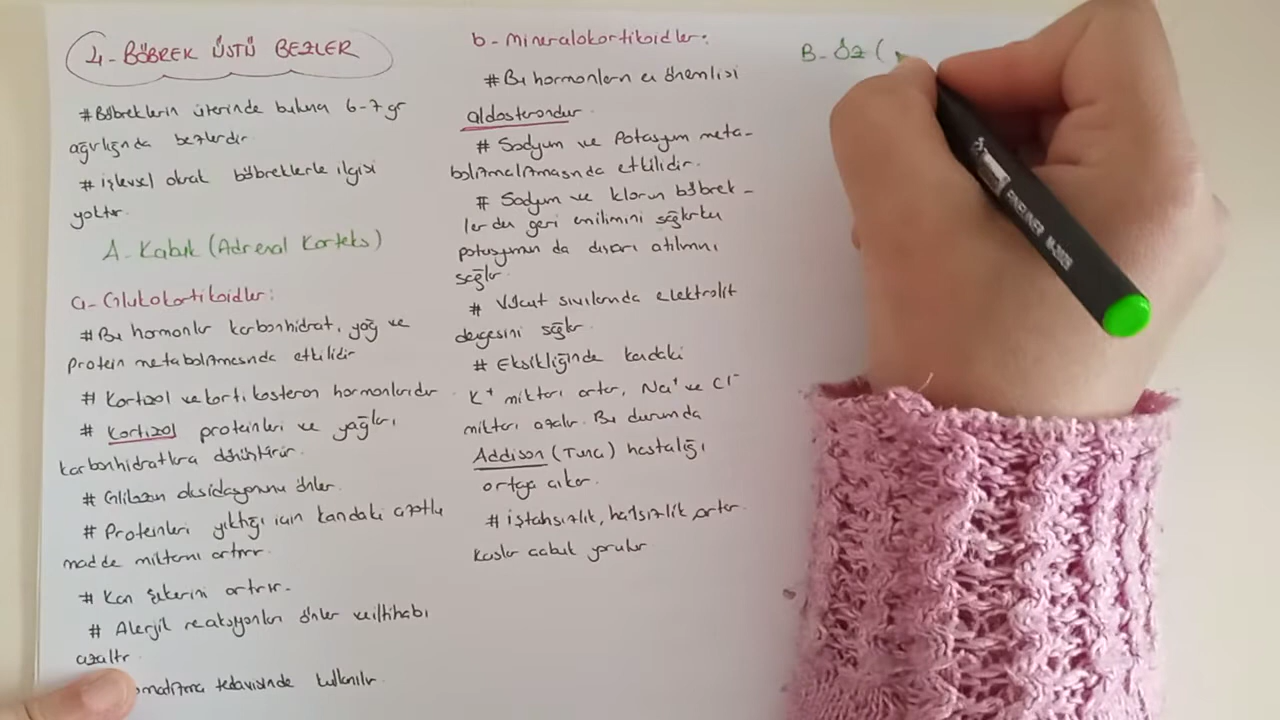 4- BÖBREK ÜSTÜ BEZLER
# Böbreklerin üzerinde bulunan 6-7 gr
ağırlığında bezlerdir.
# işlevsel olarak böbreklerle ilgisi
yoktur.
A- Kabuk (Adrenal Korteks)
a- Glukokortikoidler:
# Bu hormonlar karbonhidrat, yağ ve
Protein metabolizmasında etkilidir
# Kortizol ve kortikosteron hormonlarıdır
# Kortizol proteinleri ve yağları,
karbonhidratlara dönüştürür.
# Glikozun oksidasyonunu önler.
# Proteinleri yıktığı için kandaki azotlu
madde miktarını artırır.
# Kan şekerini artırır.
# Alerjik reaksiyonları önler ve iltihabı
azaltır.
tedavisinde kullanılır.
b- Mineralokortikoidler:
# Bu hormonların en önemlisi
aldosterondur.
# Sodyum ve Potasyum meta-
bolizmasında etkilidir.
# Sodyum ve klorun böbrek-
lerden geri emilimini sağlarken
potasyumun da dışarı atılımını
sağlar.
# Vücut sıvılarında elektrolit
dengesini sağlar.
# Eksikliğinde kandaki
K+ miktarı artar, Na+ ve Cl-
miktarı azalır. Bu durumda
Addison (Tunç) hastalığı
ortaya çıkar.
# iştahsızlık, halsizlik artar.
Kaslar çabuk yorulur
B- Öz (
FINELINER